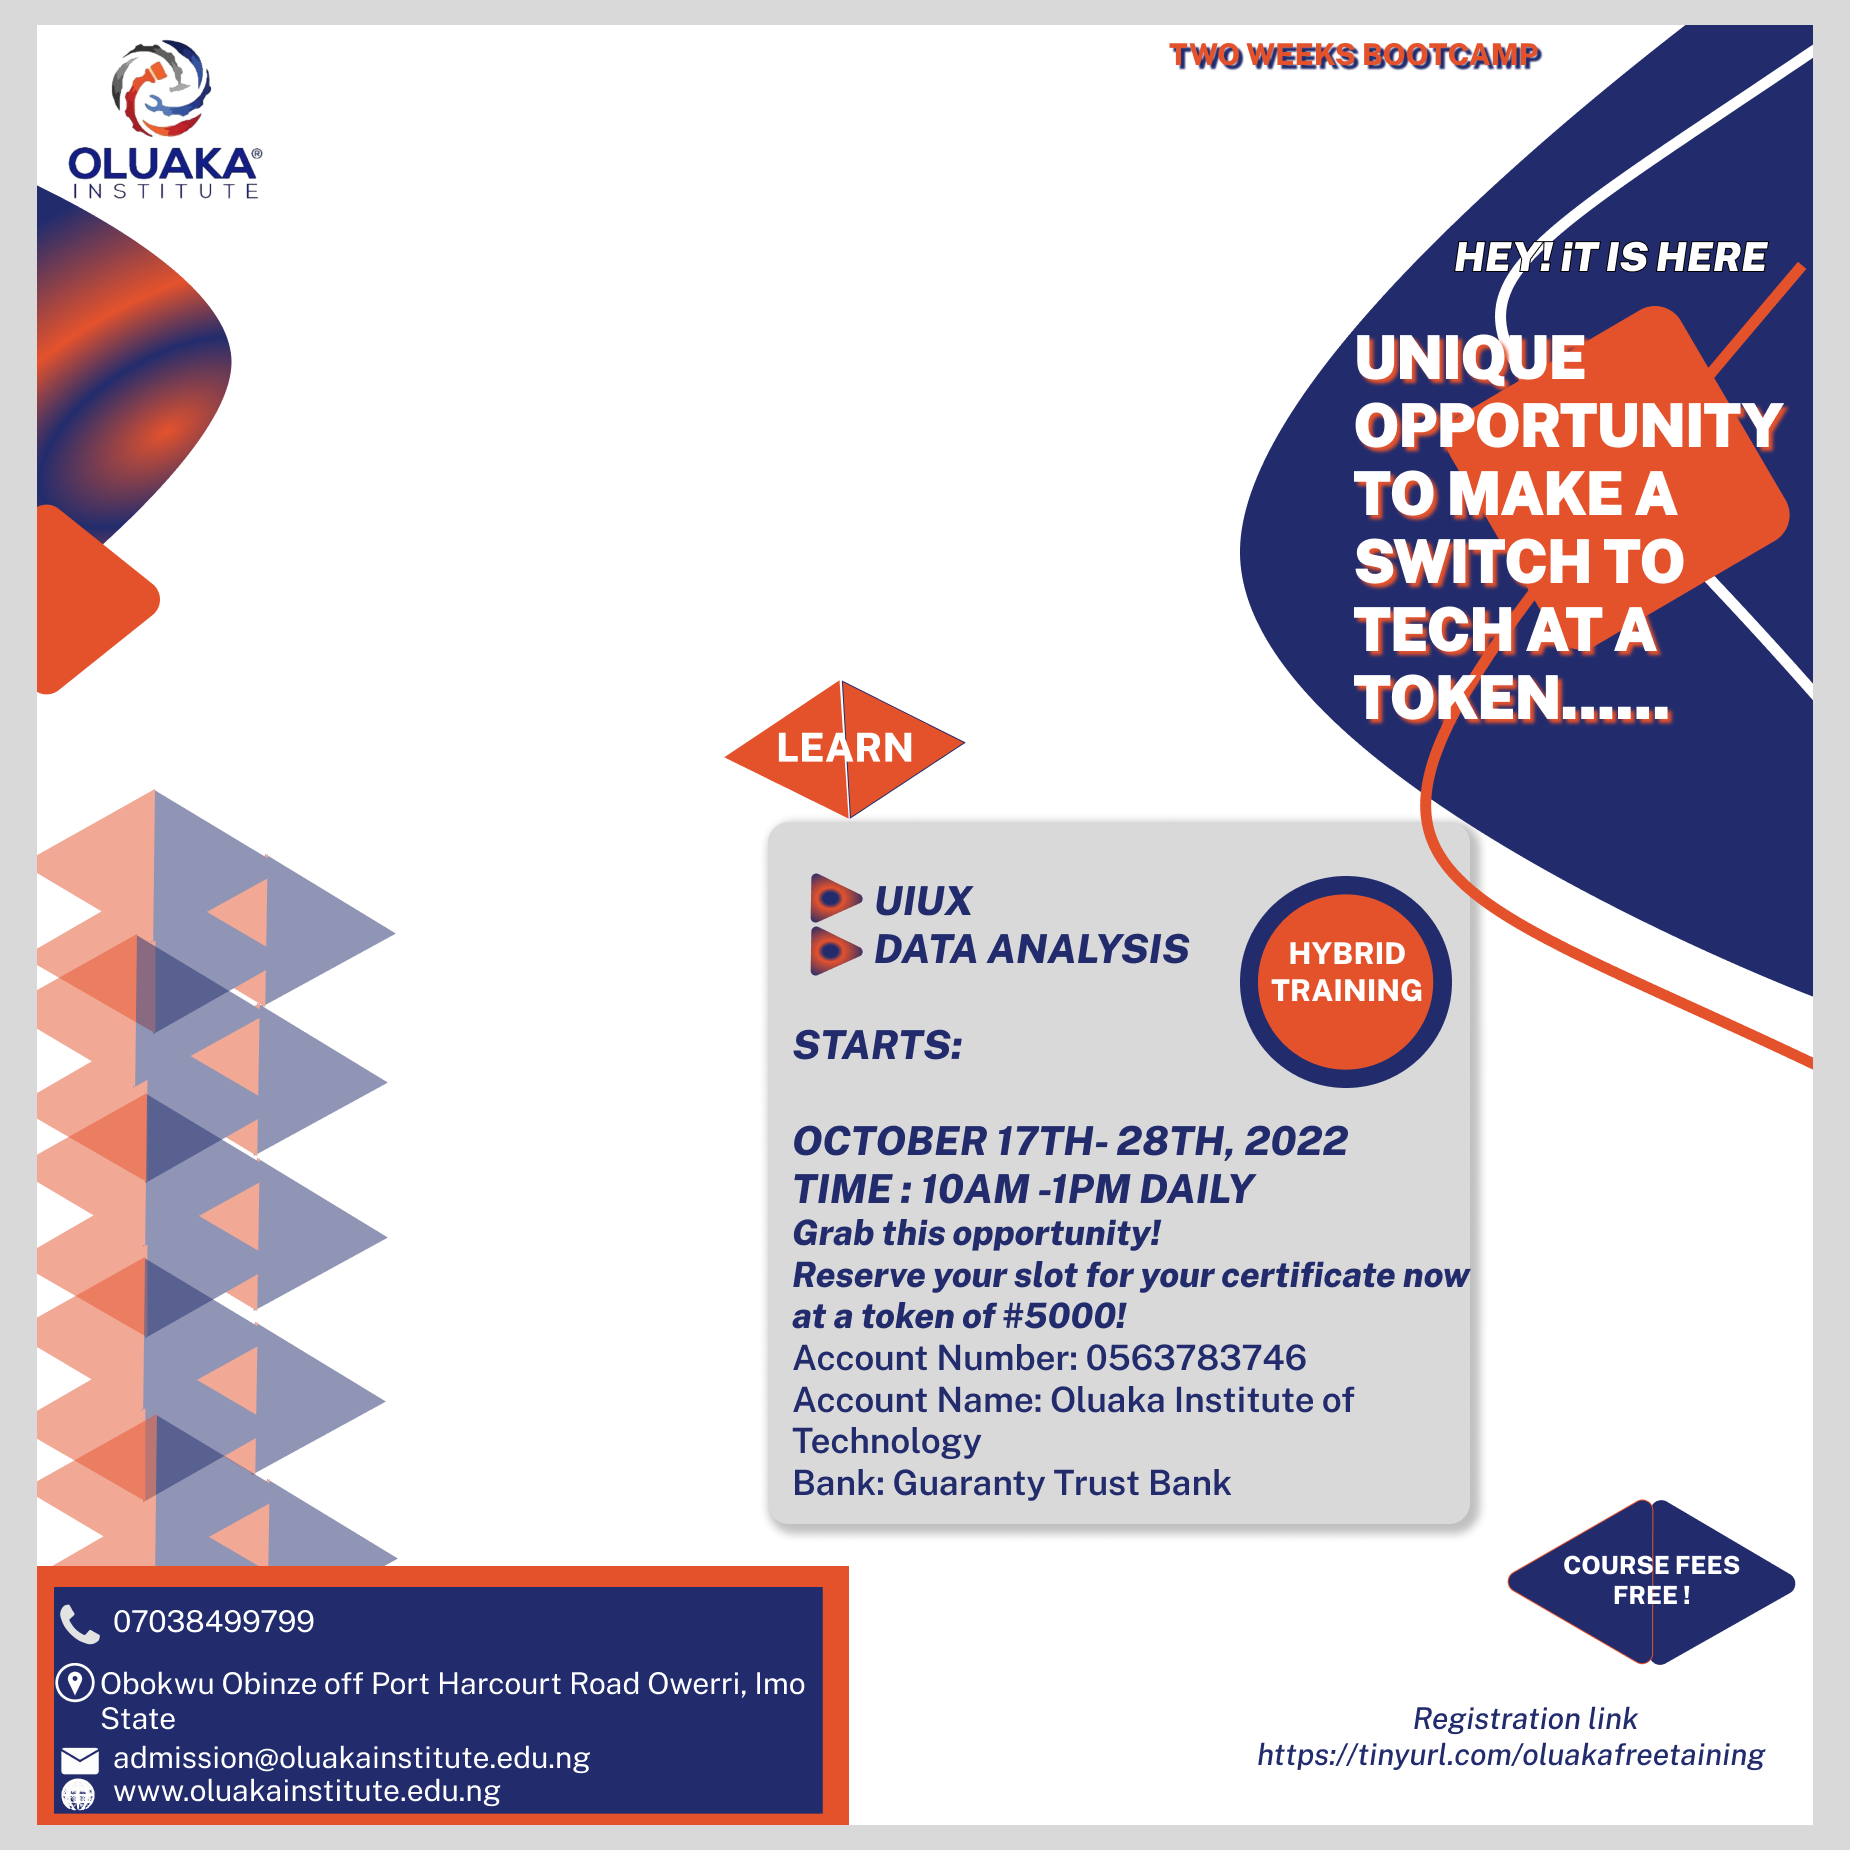 OLUAKA®
INSTITUTE
TWO WEEKS BOOTCAMP
HEY! iT IS HERE
UNIQUE
OPPORTUNITY
TO MAKE A
SWITCH TO
TECH AT A
TOKEN......
LEARN
UIUX
DATA ANALYSIS
HYBRID
TRAINING
STARTS:
OCTOBER 17TH- 28TH, 2022
TIME : 10AM -1PM DAILY
Grab this opportunity!
Reserve your slot for your certificate now
at a token of #5000!
Account Number: 0563783746
Account Name: Oluaka Institute of
Technology
Bank: Guaranty Trust Bank
COURSE FEES
FREE !
07038499799
Obokwu Obinze off Port Harcourt Road Owerri, Imo
State
admission@oluakainstitute.edu.ng
www.oluakainstitute.edu.ng
Registration link
https://tinyurl.com/oluakafreetaining